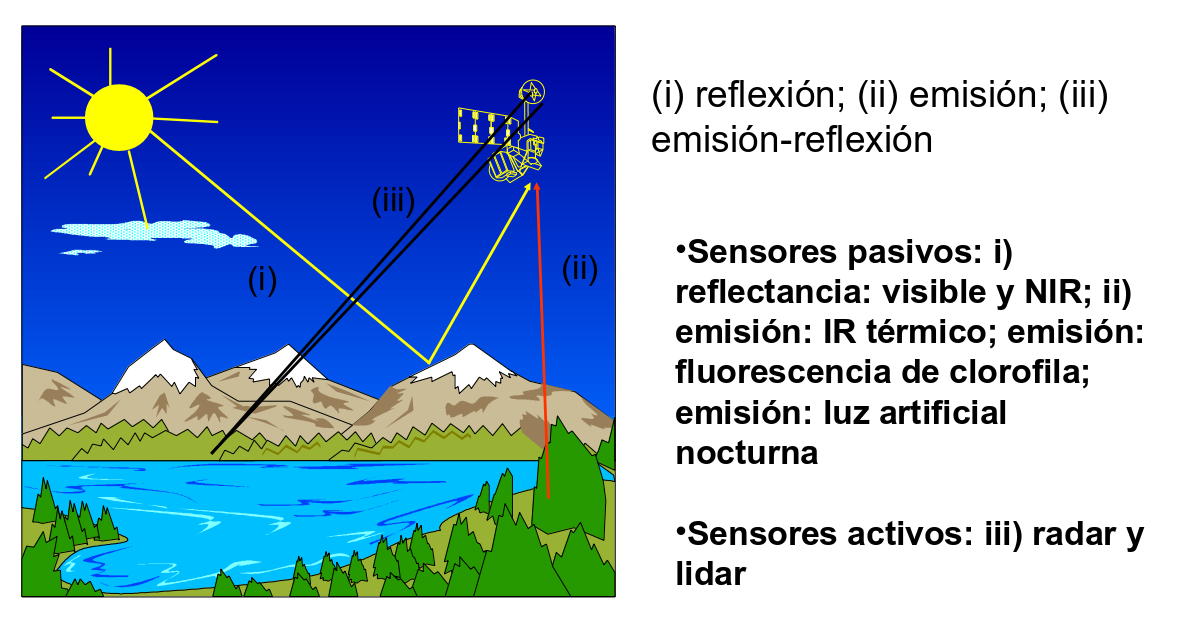 (i) reflexión; (ii) emisión; (iii)
emisión-reflexión
(iii)
(i)
(ii)
•Sensores pasivos: i)
reflectancia: visible y NIR; ii)
emisión: IR térmico; emisión:
fluorescencia de clorofila;
emisión: luz artificial
nocturna
•Sensores activos: iii) radar y
lidar